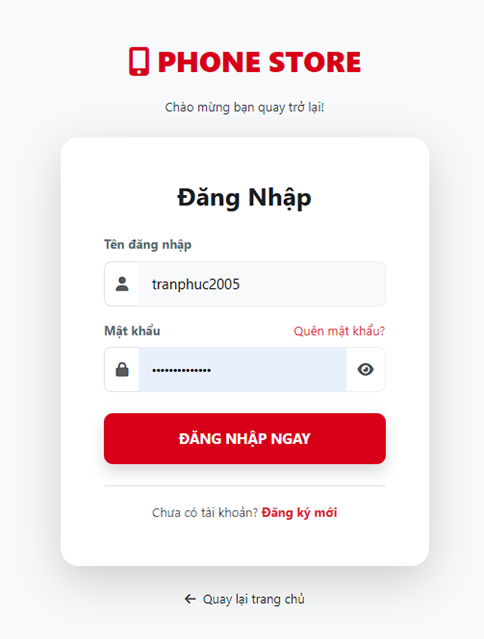 PHONE STORE
Chào mừng bạn quay trở lại!
Đăng Nhập
Tên đăng nhập
tranphuc2005
Mật khẩu Quên mật khẩu?
••••••••••••••
ĐĂNG NHẬP NGAY
Chưa có tài khoản? Đăng ký mới
← Quay lại trang chủ